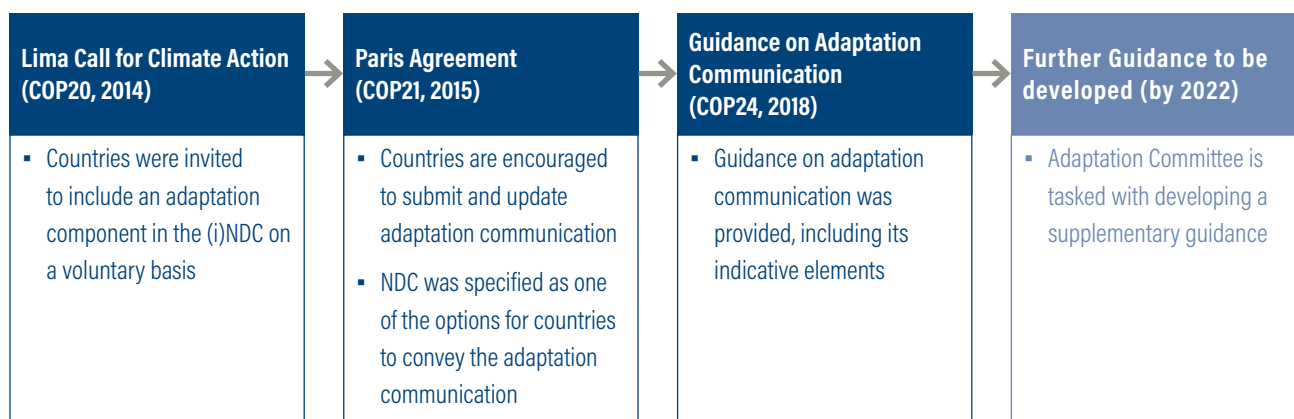 Lima Call for Climate Action
(COP20, 2014)
▪ Countries were invited
to include an adaptation
component in the (i)NDC on
a voluntary basis
Paris Agreement
(COP21, 2015)
▪ Countries are encouraged
to submit and update
adaptation communication
▪ NDC was specified as one
of the options for countries
to convey the adaptation
communication
Guidance on Adaptation
Communication
(COP24, 2018)
▪ Guidance on adaptation
communication was
provided, including its
indicative elements
Further Guidance to be
developed (by 2022)
▪ Adaptation Committee is
tasked with developing a
supplementary guidance